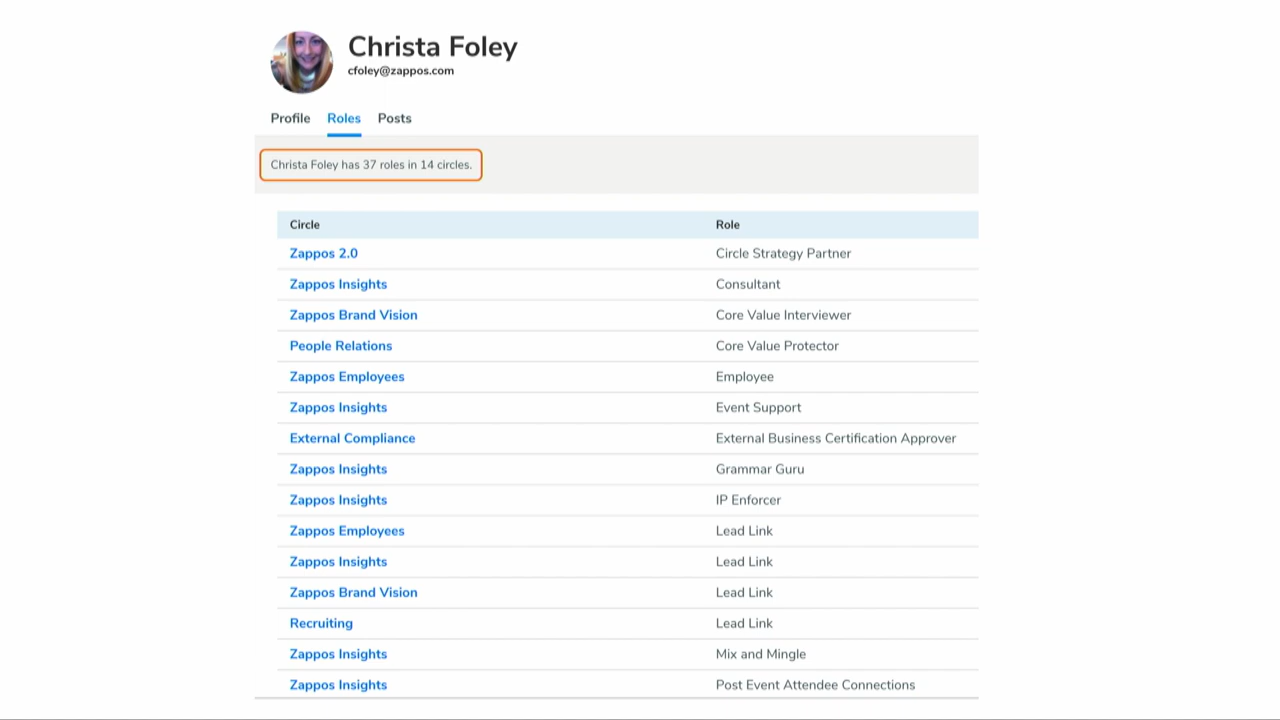 Christa Foley
cfoley@zappos.com
Profile Roles Posts
Christa Foley has 37 roles in 14 circles.
Circle Role
Zappos 2.0 Circle Strategy Partner
Zappos Insights Consultant
Zappos Brand Vision Core Value Interviewer
People Relations Core Value Protector
Zappos Employees Employee
Zappos Insights Event Support
External Compliance External Business Certification Approver
Zappos Insights Grammar Guru
Zappos Insights IP Enforcer
Zappos Employees Lead Link
Zappos Insights Lead Link
Zappos Brand Vision Lead Link
Recruiting Lead Link
Zappos Insights Mix and Mingle
Zappos Insights Post Event Attendee Connections